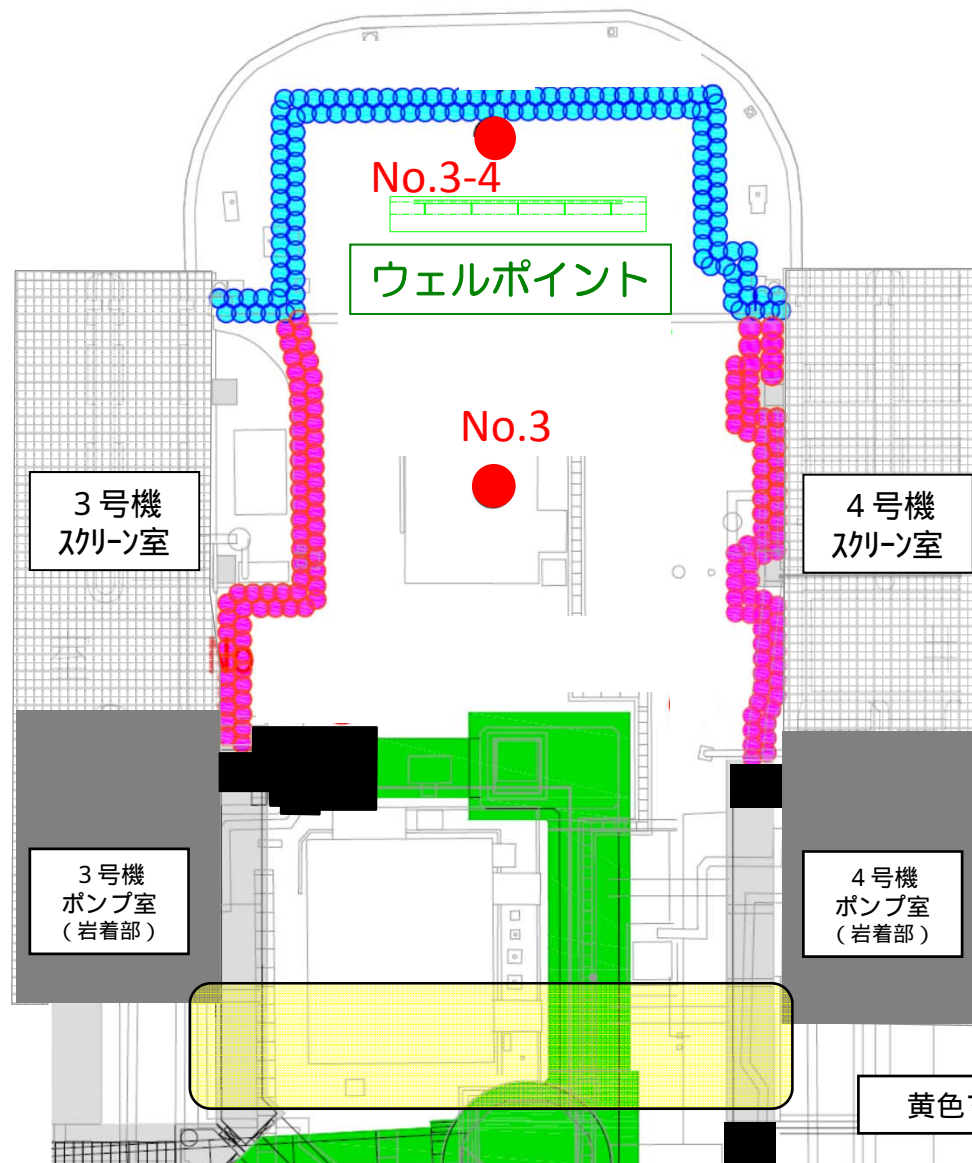 No.3-4
ウェルポイント
No.3
３号機
スクリーン室
４号機
スクリーン室
３号機
ポンプ室
（岩着部）
４号機
ポンプ室
（岩着部）
黄色